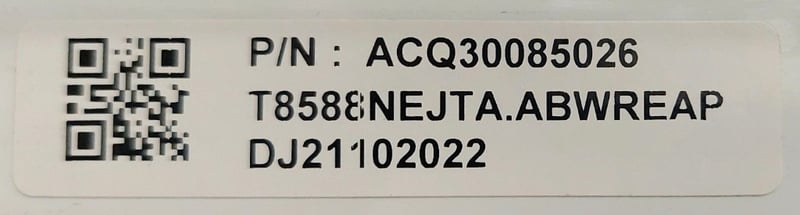 P/N : ACQ30085026
T8588NEJTA.ABWREAP
DJ21102022